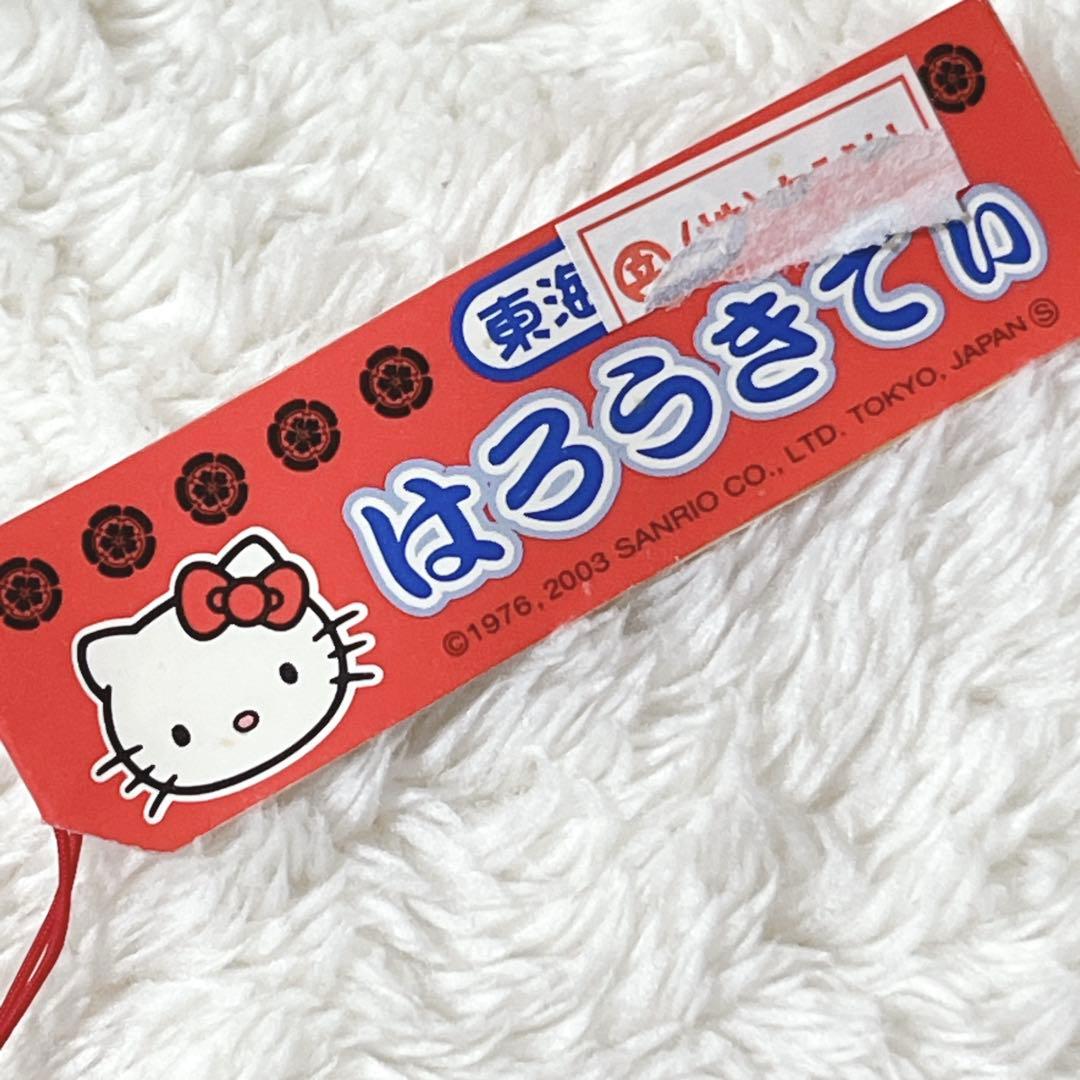 東海
はろうきてぃ
©1976, 2003 SANRIO CO., LTD. TOKYO, JAPAN Ⓢ